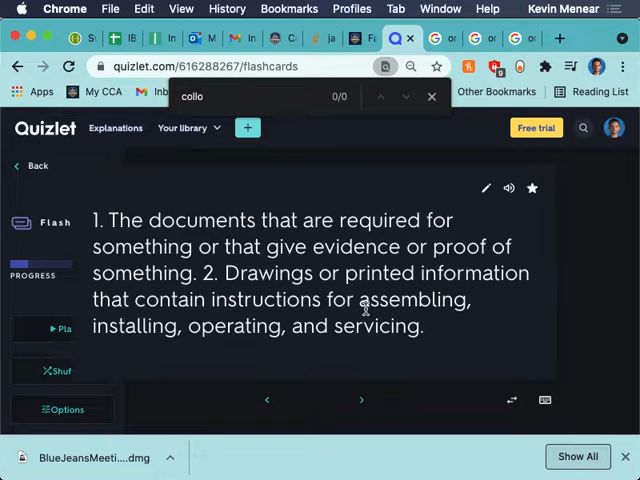 Chrome File Edit View History Bookmarks Profiles Tab Window Help Kevin Menear
quizlet.com/616288267/flashcards
9
Apps My CCA Other Bookmarks Reading List
collo 0/0
Quizlet Explanations Your library + Free trial
Back
Flash
PROGRESS
Pla
Shuf
Options
1. The documents that are required for
something or that give evidence or proof of
something. 2. Drawings or printed information
that contain instructions for assembling,
installing, operating, and servicing.
BlueJeansMeeti....dmg Show All